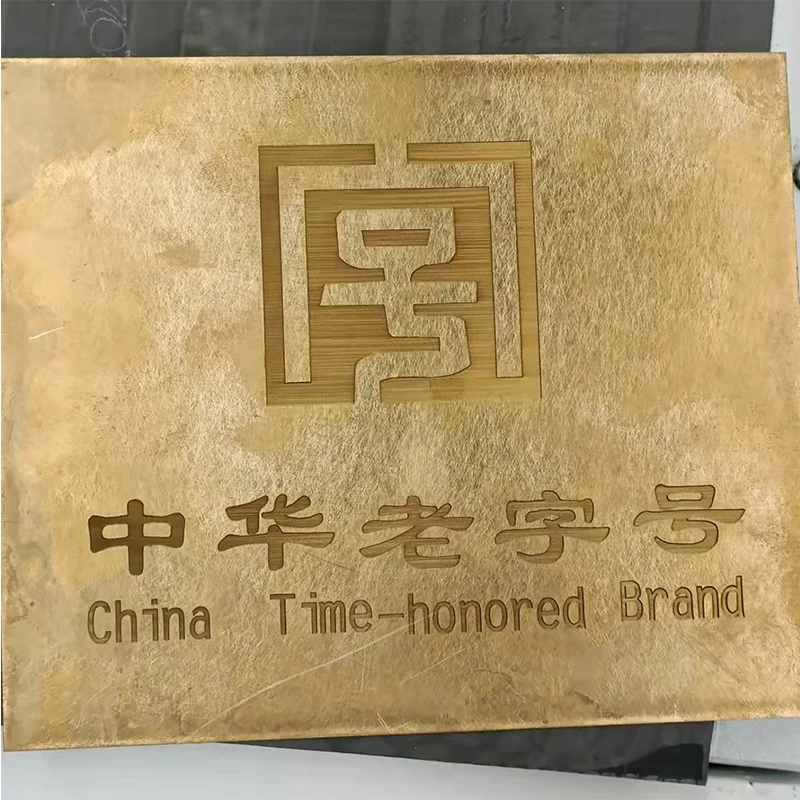 中华老字号
China Time-honored Brand